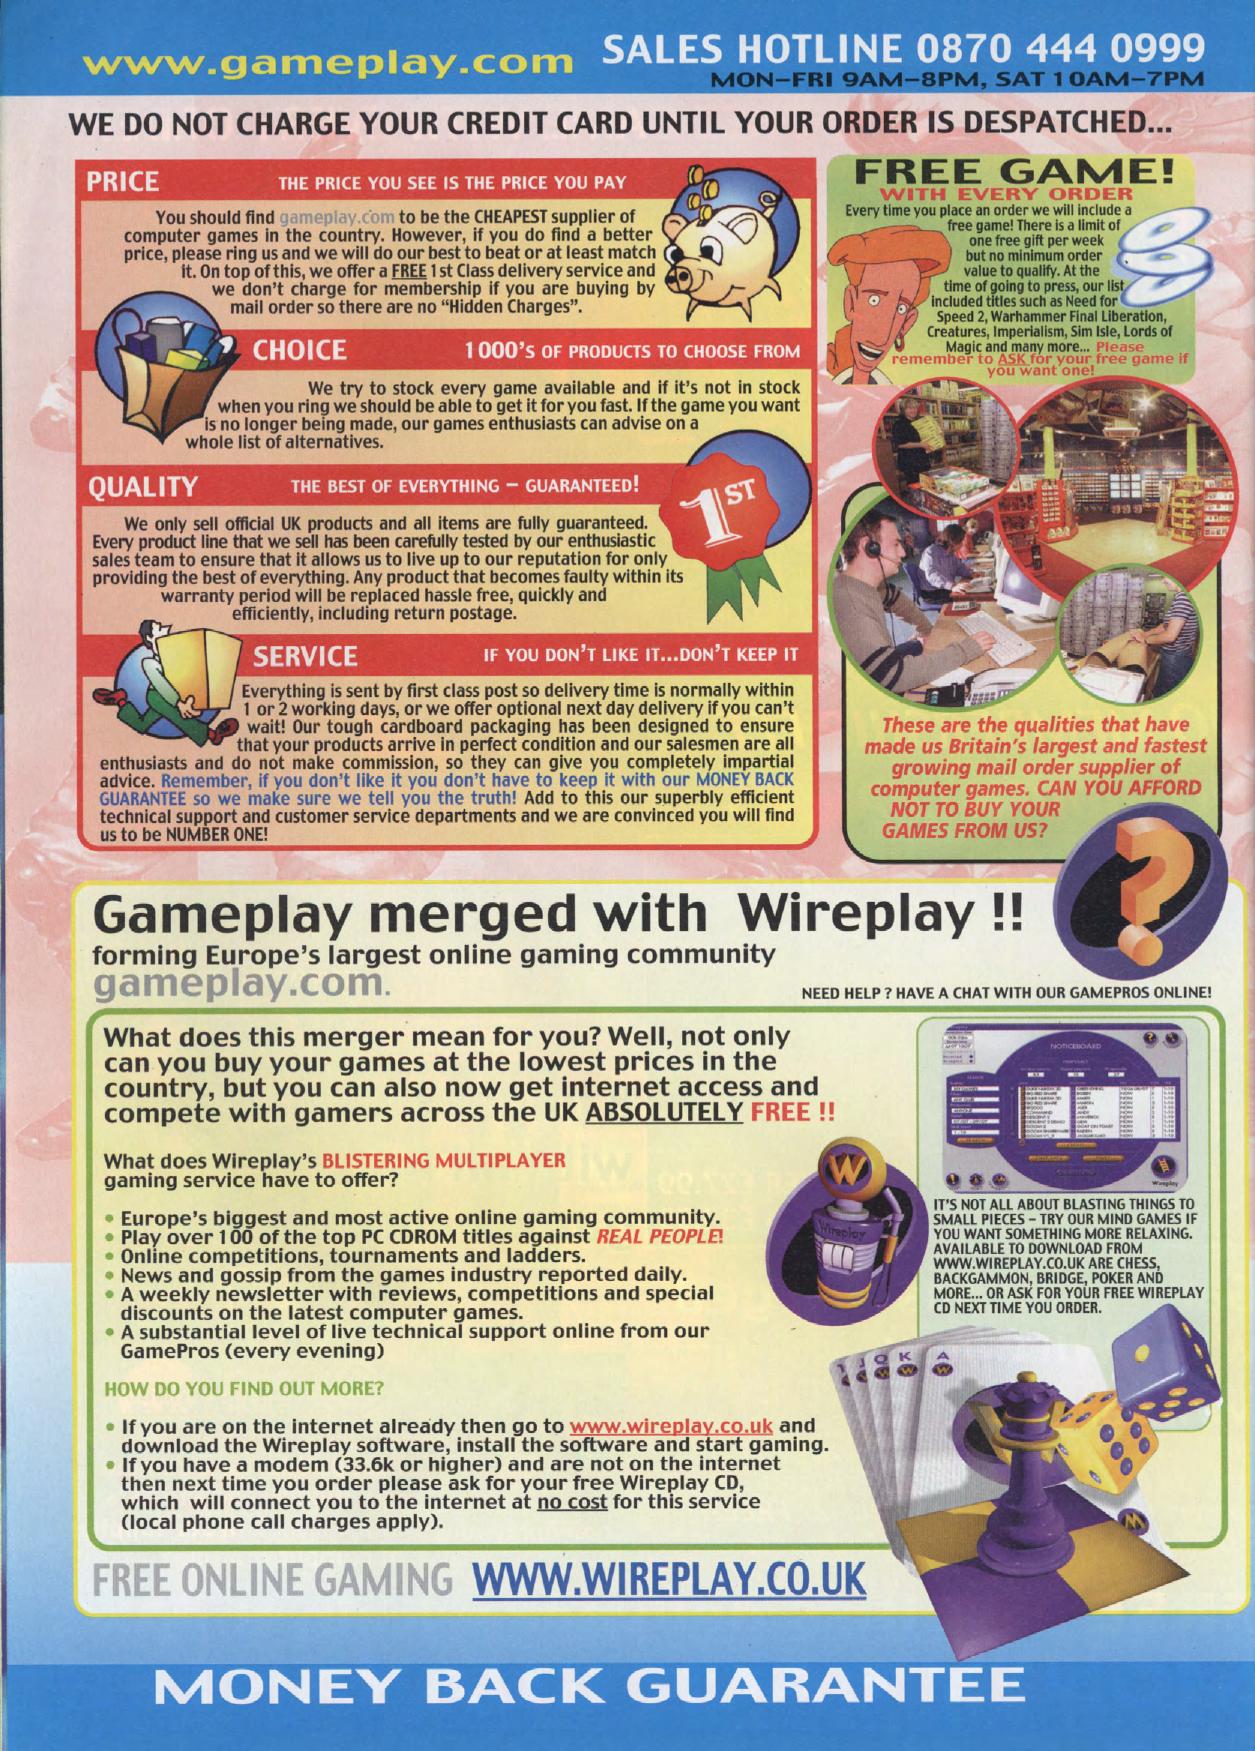 www.gameplay.com
SALES HOTLINE 0870 444 0999
MON–FRI 9AM–8PM, SAT 10AM–7PM
WE DO NOT CHARGE YOUR CREDIT CARD UNTIL YOUR ORDER IS DESPATCHED...
PRICE THE PRICE YOU SEE IS THE PRICE YOU PAY
You should find gameplay.com to be the CHEAPEST supplier of
computer games in the country. However, if you do find a better
price, please ring us and we will do our best to beat or at least match
it. On top of this, we offer a FREE 1st Class delivery service and
we don't charge for membership if you are buying by
mail order so there are no "Hidden Charges".
CHOICE 1000'S OF PRODUCTS TO CHOOSE FROM
We try to stock every game available and if it's not in stock
when you ring we should be able to get it for you fast. If the game you want
is no longer being made, our games enthusiasts can advise on a
whole list of alternatives.
QUALITY THE BEST OF EVERYTHING – GUARANTEED!
1ST
We only sell official UK products and all items are fully guaranteed.
Every product line that we sell has been carefully tested by our enthusiastic
sales team to ensure that it allows us to live up to our reputation for only
providing the best of everything. Any product that becomes faulty within its
warranty period will be replaced hassle free, quickly and
efficiently, including return postage.
SERVICE IF YOU DON'T LIKE IT...DON'T KEEP IT
Everything is sent by first class post so delivery time is normally within
1 or 2 working days, or we offer optional next day delivery if you can't
wait! Our tough cardboard packaging has been designed to ensure
that your products arrive in perfect condition and our salesmen are all
enthusiasts and do not make commission, so they can give you completely impartial
advice. Remember, if you don't like it you don't have to keep it with our MONEY BACK
GUARANTEE so we make sure we tell you the truth! Add to this our superbly efficient
technical support and customer service departments and we are convinced you will find
us to be NUMBER ONE!
FREE GAME!
WITH EVERY ORDER
Every time you place an order we will include a
free game! There is a limit of
one free gift per week
but no minimum order
value to qualify. At the
time of going to press, our list
included titles such as Need for
Speed 2, Warhammer Final Liberation,
Creatures, Imperialism, Sim Isle, Lords of
Magic and many more... Please
remember to ASK for your free game if
you want one!
These are the qualities that have
made us Britain's largest and fastest
growing mail order supplier of
computer games. CAN YOU AFFORD
NOT TO BUY YOUR
GAMES FROM US?
?
Gameplay merged with Wireplay !!
forming Europe's largest online gaming community
gameplay.com.
NEED HELP ? HAVE A CHAT WITH OUR GAMEPROS ONLINE!
What does this merger mean for you? Well, not only
can you buy your games at the lowest prices in the
country, but you can also now get internet access and
compete with gamers across the UK ABSOLUTELY FREE !!
What does Wireplay's BLISTERING MULTIPLAYER
gaming service have to offer?
• Europe's biggest and most active online gaming community.
• Play over 100 of the top PC CDROM titles against REAL PEOPLE!
• Online competitions, tournaments and ladders.
• News and gossip from the games industry reported daily.
• A weekly newsletter with reviews, competitions and special
discounts on the latest computer games.
• A substantial level of live technical support online from our
GamePros (every evening)
W
Wireplay
NOTICEBOARD
Wireplay
IT'S NOT ALL ABOUT BLASTING THINGS TO
SMALL PIECES – TRY OUR MIND GAMES IF
YOU WANT SOMETHING MORE RELAXING.
AVAILABLE TO DOWNLOAD FROM
WWW.WIREPLAY.CO.UK ARE CHESS,
BACKGAMMON, BRIDGE, POKER AND
MORE... OR ASK FOR YOUR FREE WIREPLAY
CD NEXT TIME YOU ORDER.
J Q K A
HOW DO YOU FIND OUT MORE?
• If you are on the internet already then go to www.wireplay.co.uk and
download the Wireplay software, install the software and start gaming.
• If you have a modem (33.6k or higher) and are not on the internet
then next time you order please ask for your free Wireplay CD,
which will connect you to the internet at no cost for this service
(local phone call charges apply).
FREE ONLINE GAMING WWW.WIREPLAY.CO.UK
MONEY BACK GUARANTEE